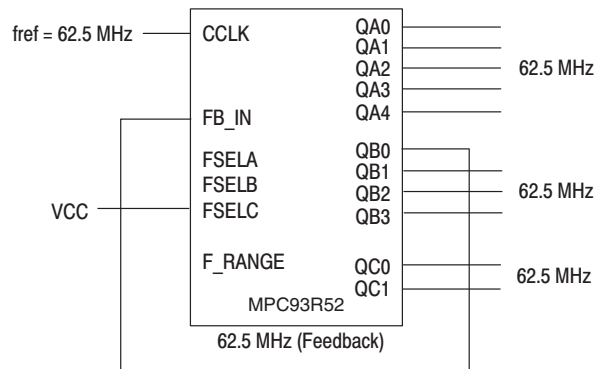 fref = 62.5 MHz
CCLK
QA0
QA1
QA2
QA3
QA4
62.5 MHz
FB_IN
FSELA
FSELB
FSELC
VCC
QB0
QB1
QB2
QB3
62.5 MHz
F_RANGE
QC0
QC1
62.5 MHz
MPC93R52
62.5 MHz (Feedback)